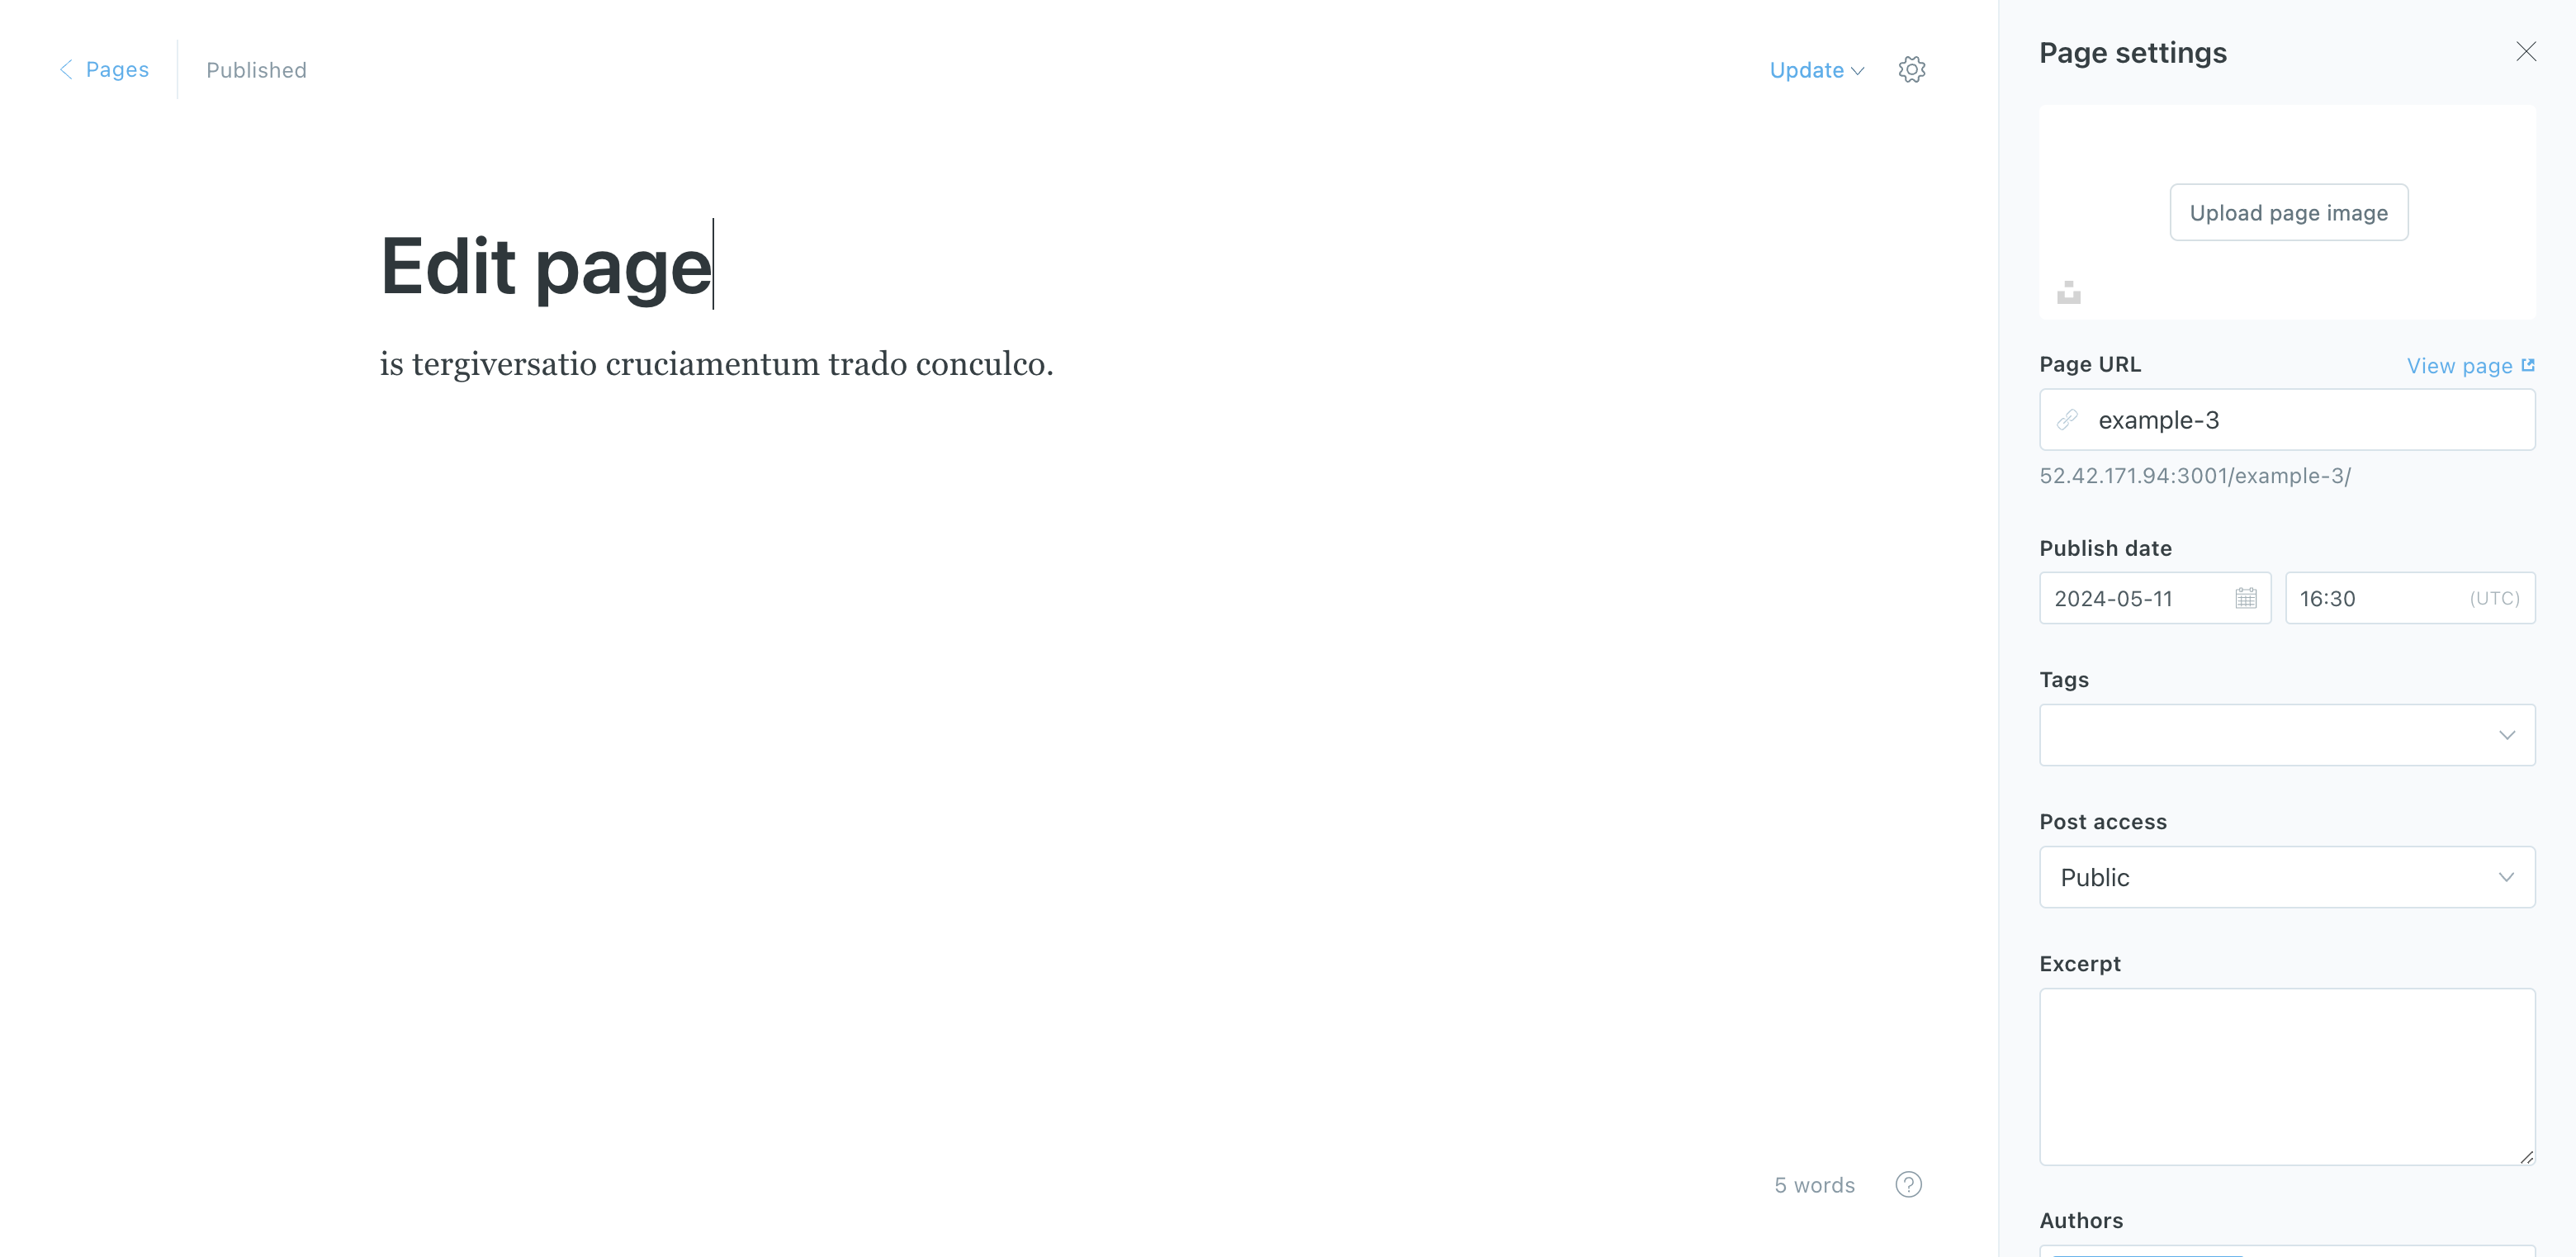 Pages
Published
Update
Edit page
is tergiversatio cruciamentum trado conculco.
5 words
?
Page settings
Upload page image
Page URL
View page
example-3
52.42.171.94:3001/example-3/
Publish date
2024-05-11
16:30
(UTC)
Tags
Post access
Public
Excerpt
Authors